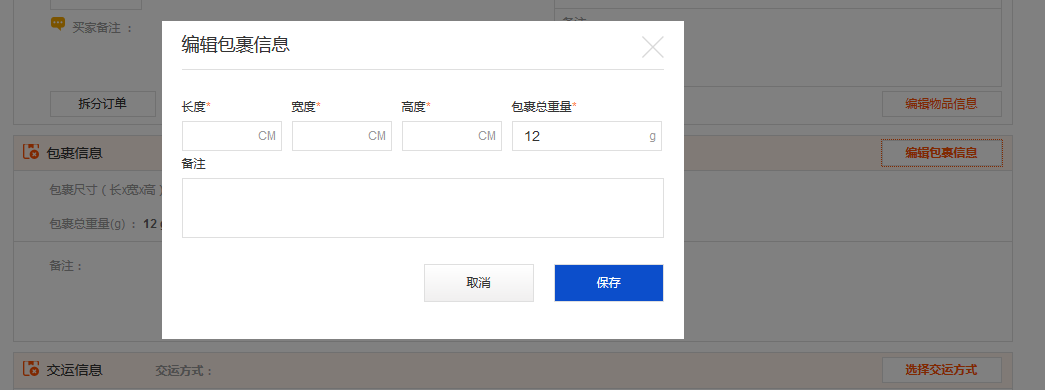 买家备注 ：
编辑包裹信息
拆分订单
编辑物品信息
长度*
宽度*
高度*
包裹总重量*
CM
CM
CM
12
g
备注
包裹信息
编辑包裹信息
包裹尺寸（长x宽x高）
包裹总重量(g) ： 12
备注：
取消
保存
交运信息
交运方式：
选择交运方式